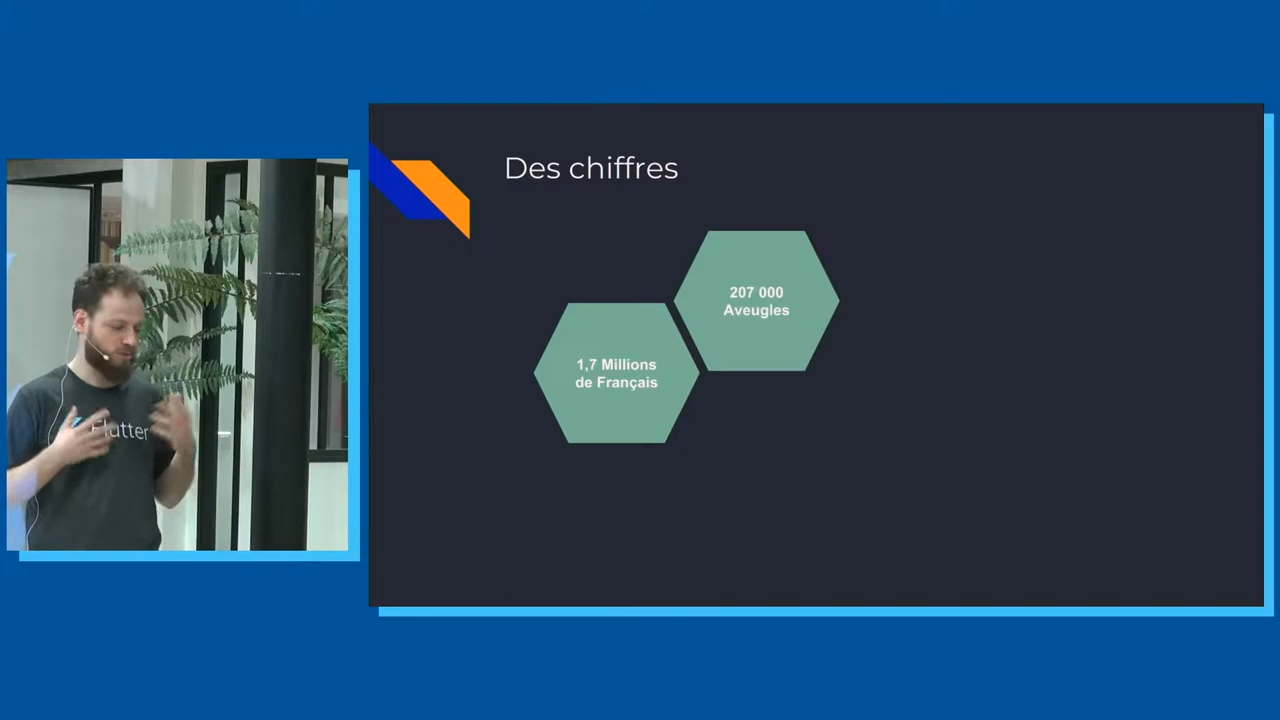 Des chiffres
207 000
Aveugles
1,7 Millions
de Français
Flutter